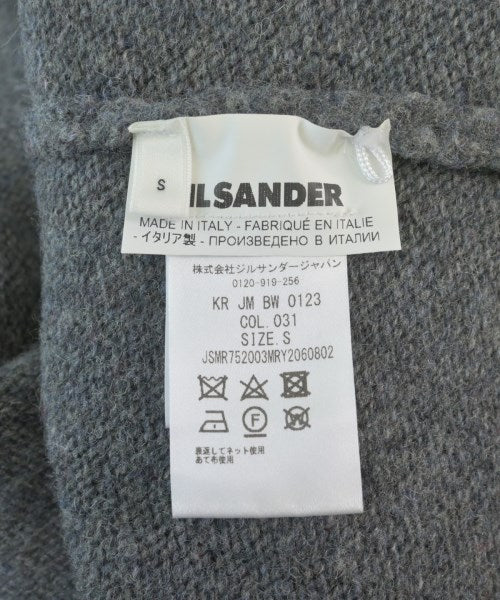 S
IL SANDER
MADE IN ITALY - FABRIQUÉ EN ITALIE
- イタリア製 - ПРОИЗВЕДЕНО В ИТАЛИИ
株式会社ジルサンダージャパン
0120-919-256
KR JM BW 0123
COL. 031
SIZE. S
JSMR752003MRY2060802
F
W
裏返してネット使用
あて布使用